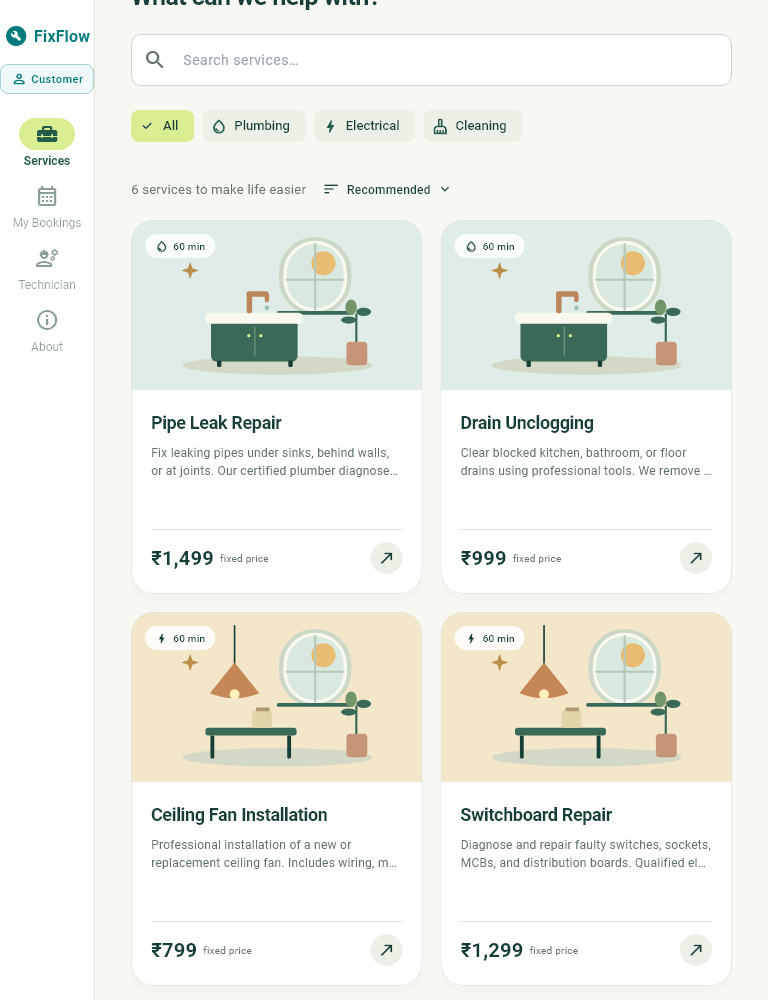 What can we help with?
FixFlow
Customer
Services
My Bookings
Technician
About
Search services…
All
Plumbing
Electrical
Cleaning
6 services to make life easier
Recommended
60 min
Pipe Leak Repair
Fix leaking pipes under sinks, behind walls,
or at joints. Our certified plumber diagnose…
₹1,499 fixed price
60 min
Drain Unclogging
Clear blocked kitchen, bathroom, or floor
drains using professional tools. We remove …
₹999 fixed price
60 min
Ceiling Fan Installation
Professional installation of a new or
replacement ceiling fan. Includes wiring, m…
₹799 fixed price
60 min
Switchboard Repair
Diagnose and repair faulty switches, sockets,
MCBs, and distribution boards. Qualified el…
₹1,299 fixed price